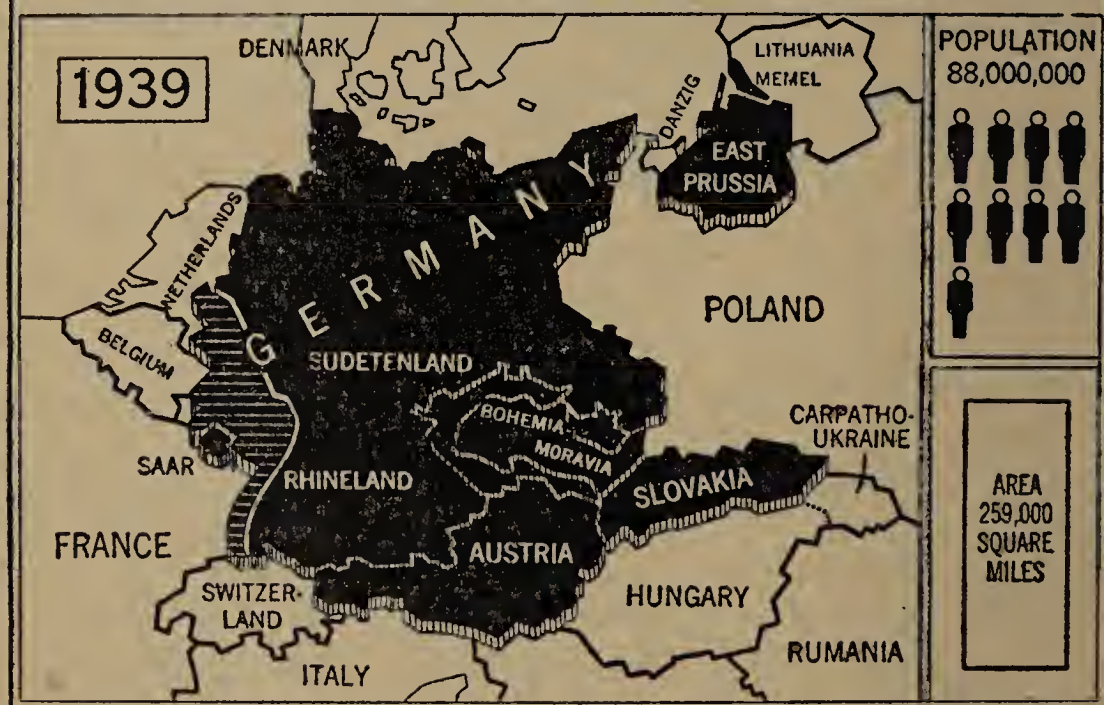 1939
DENMARK
LITHUANIA
MEMEL
DANZIG
EAST
PRUSSIA
NETHERLANDS
GERMANY
POLAND
BELGIUM
SUDETENLAND
BOHEMIA
MORAVIA
CARPATHO-
UKRAINE
SAAR
RHINELAND
SLOVAKIA
FRANCE
AUSTRIA
SWITZER-
LAND
HUNGARY
ITALY
RUMANIA
POPULATION
88,000,000
AREA
259,000
SQUARE
MILES